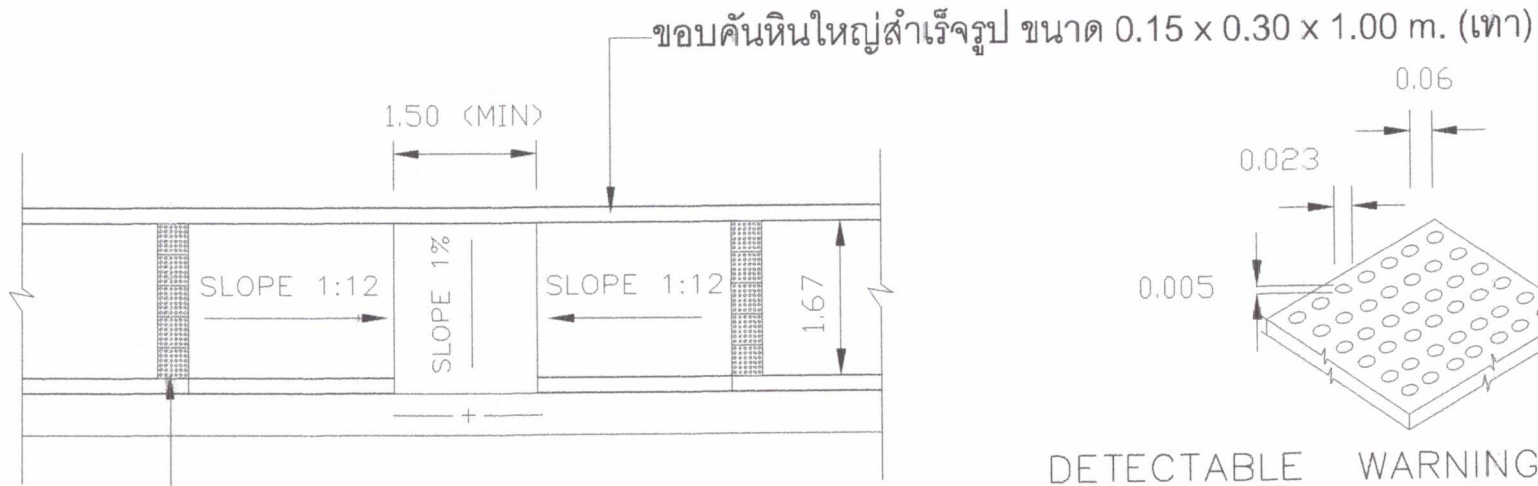 ขอบคันหินใหญ่สำเร็จรูป ขนาด 0.15 x 0.30 x 1.00 m. (เทา)
1.50 (MIN)
0.06
0.023
0.005
SLOPE 1:12
SLOPE 1%
SLOPE 1:12
1.67
DETECTABLE WARNING